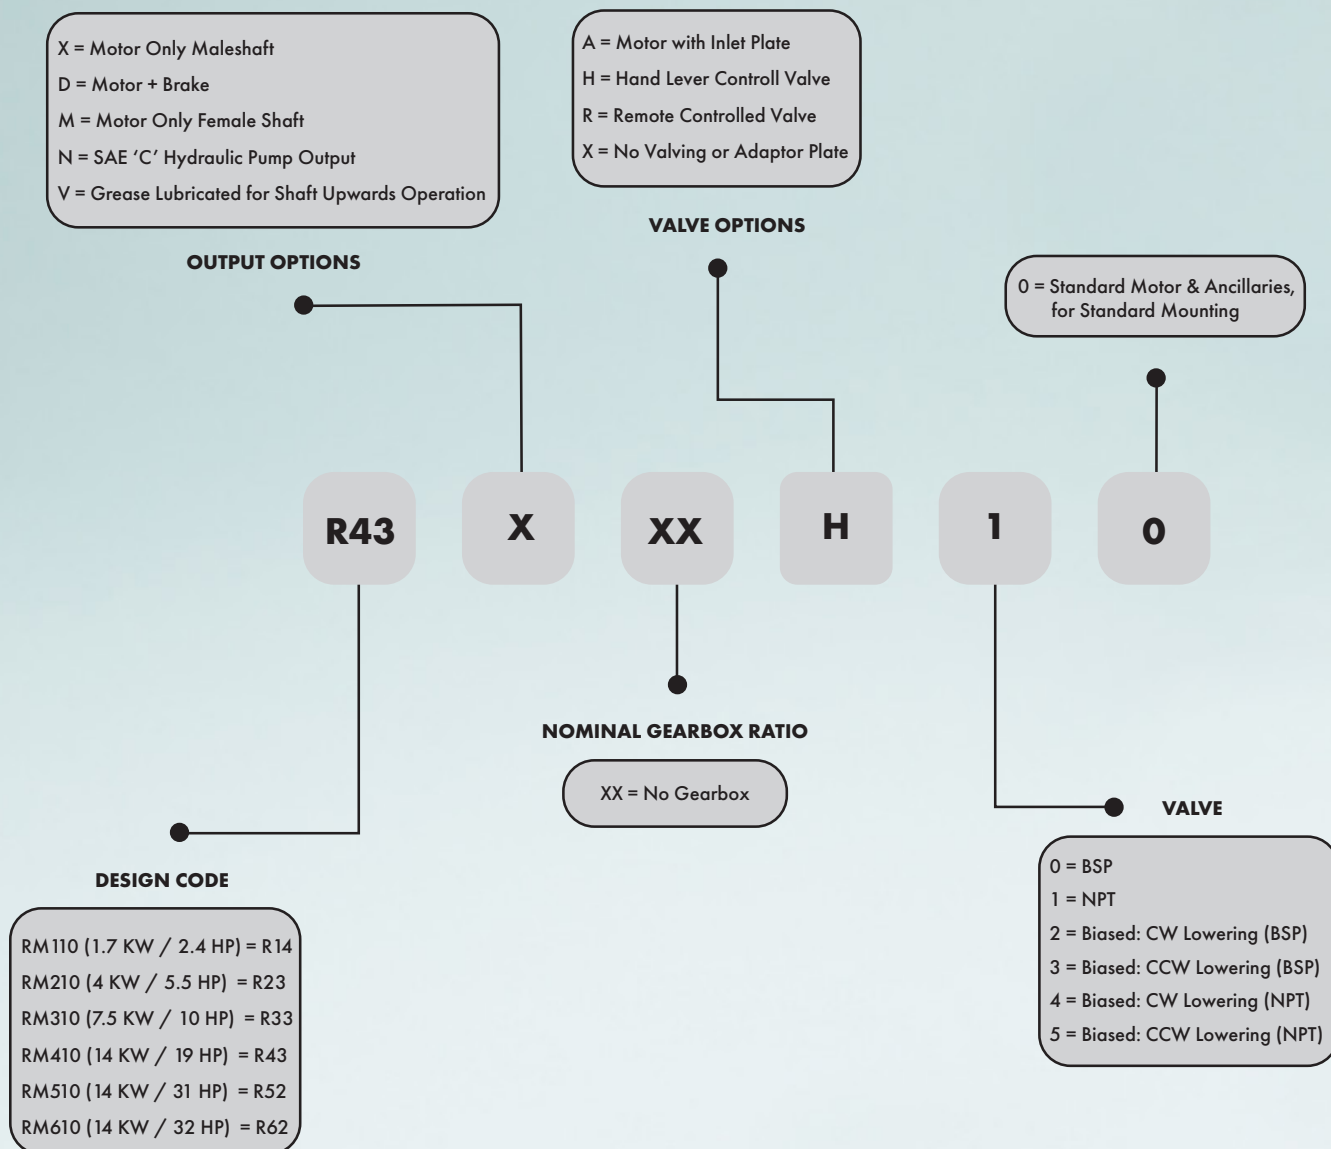 X = Motor Only Maleshaft
D = Motor + Brake
M = Motor Only Female Shaft
N = SAE ‘C’ Hydraulic Pump Output
V = Grease Lubricated for Shaft Upwards Operation
OUTPUT OPTIONS
A = Motor with Inlet Plate
H = Hand Lever Controll Valve
R = Remote Controlled Valve
X = No Valving or Adaptor Plate
VALVE OPTIONS
0 = Standard Motor & Ancillaries,
for Standard Mounting
R43 X XX H 1 0
NOMINAL GEARBOX RATIO
XX = No Gearbox
DESIGN CODE
RM110 (1.7 KW / 2.4 HP) = R14
RM210 (4 KW / 5.5 HP) = R23
RM310 (7.5 KW / 10 HP) = R33
RM410 (14 KW / 19 HP) = R43
RM510 (14 KW / 31 HP) = R52
RM610 (14 KW / 32 HP) = R62
VALVE
0 = BSP
1 = NPT
2 = Biased: CW Lowering (BSP)
3 = Biased: CCW Lowering (BSP)
4 = Biased: CW Lowering (NPT)
5 = Biased: CCW Lowering (NPT)